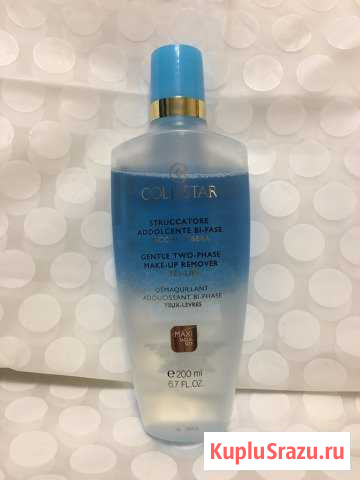 COLLISTAR
STRUCCATORE
ADDOLCENTE BI-FASE
GENTLE TWO-PHASE
MAKE-UP REMOVER
DÉMAQUILLANT
ADOUCISSANT BI-PHASE
YEUX-LÈVRES
MAXI
℮ 200 ml
6.7 FL.OZ.
KupluSrazu.ru